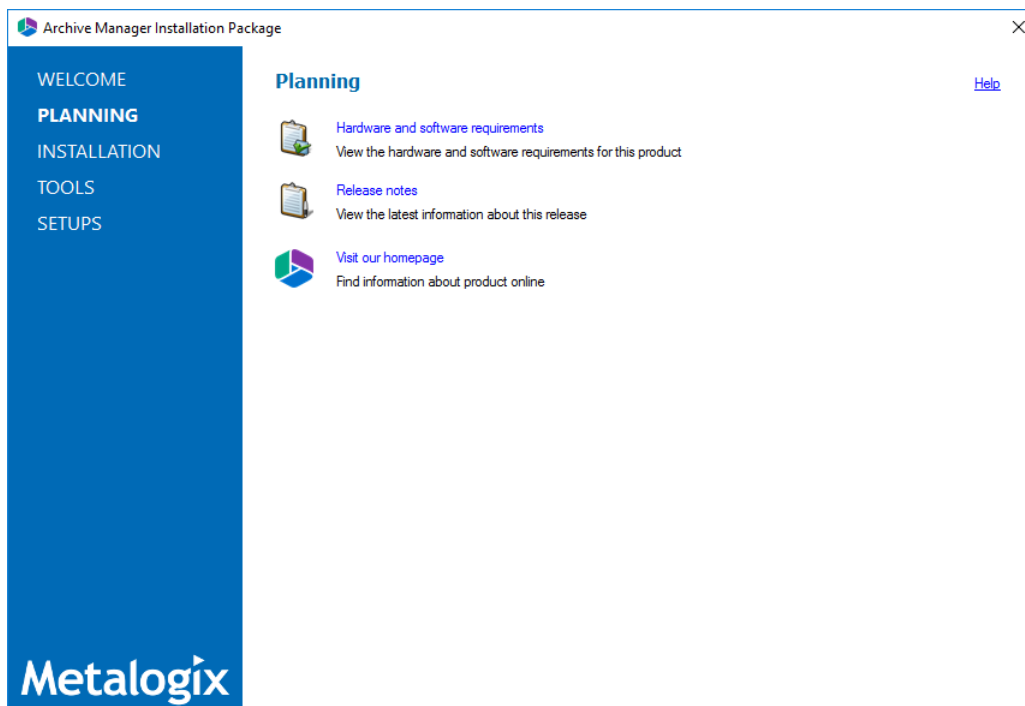 Archive Manager Installation Package
WELCOME
PLANNING
INSTALLATION
TOOLS
SETUPS
Planning
Help
Hardware and software requirements
View the hardware and software requirements for this product
Release notes
View the latest information about this release
Visit our homepage
Find information about product online
Metalogix